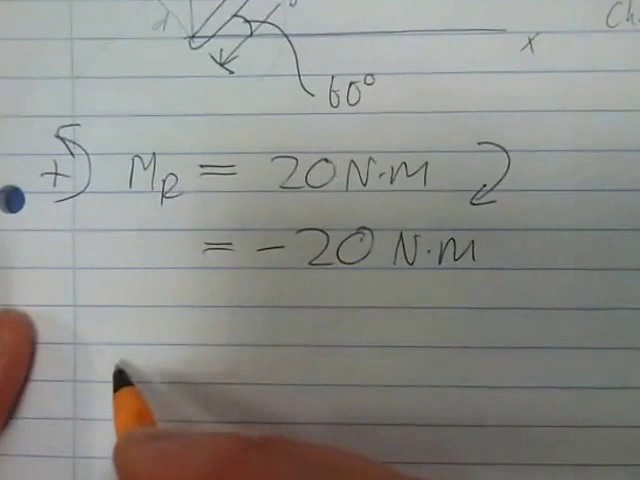 x
60°
+ M_R = 20 N·m
= -20 N·m